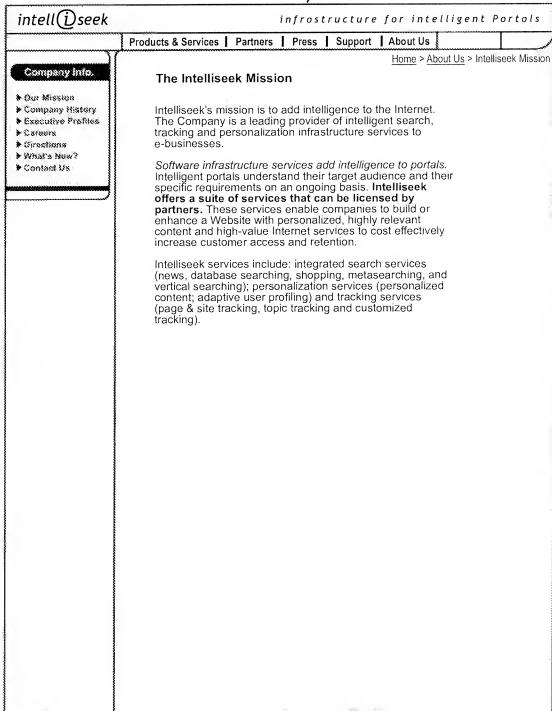 intelliseek
infrostructure for intelligent Portols
Products & Services | Partners | Press | Support | About Us
Home > About Us > Intelliseek Mission
Company Info.
Our Mission
Company History
Executive Profiles
Careers
Directions
What's New?
Contact Us
The Intelliseek Mission
Intelliseek's mission is to add intelligence to the Internet.
The Company is a leading provider of intelligent search,
tracking and personalization infrastructure services to
e-businesses.
Software infrastructure services add intelligence to portals.
Intelligent portals understand their target audience and their
specific requirements on an ongoing basis. Intelliseek
offers a suite of services that can be licensed by
partners. These services enable companies to build or
enhance a Website with personalized, highly relevant
content and high-value Internet services to cost effectively
increase customer access and retention.
Intelliseek services include: integrated search services
(news, database searching, shopping, metasearching, and
vertical searching); personalization services (personalized
content; adaptive user profiling) and tracking services
(page & site tracking, topic tracking and customized
tracking).